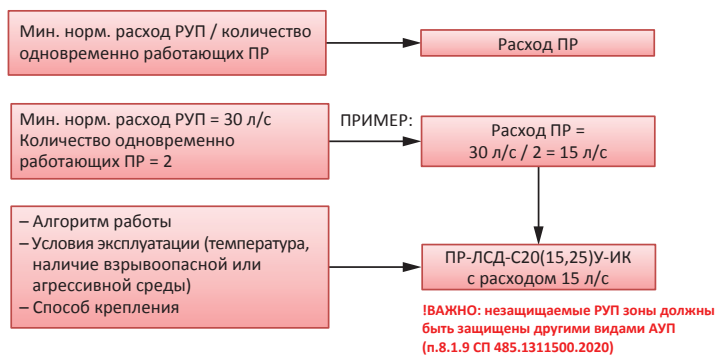 Мин. норм. расход РУП / количество
одновременно работающих ПР
Расход ПР
Мин. норм. расход РУП = 30 л/с
Количество одновременно
работающих ПР = 2
ПРИМЕР:
Расход ПР =
30 л/с / 2 = 15 л/с
– Алгоритм работы
– Условия эксплуатации (температура,
наличие взрывоопасной или
агрессивной среды)
– Способ крепления
ПР-ЛСД-С20(15,25)У-ИК
с расходом 15 л/с
!ВАЖНО: незащищаемые РУП зоны должны
быть защищены другими видами АУП
(п.8.1.9 СП 485.1311500.2020)